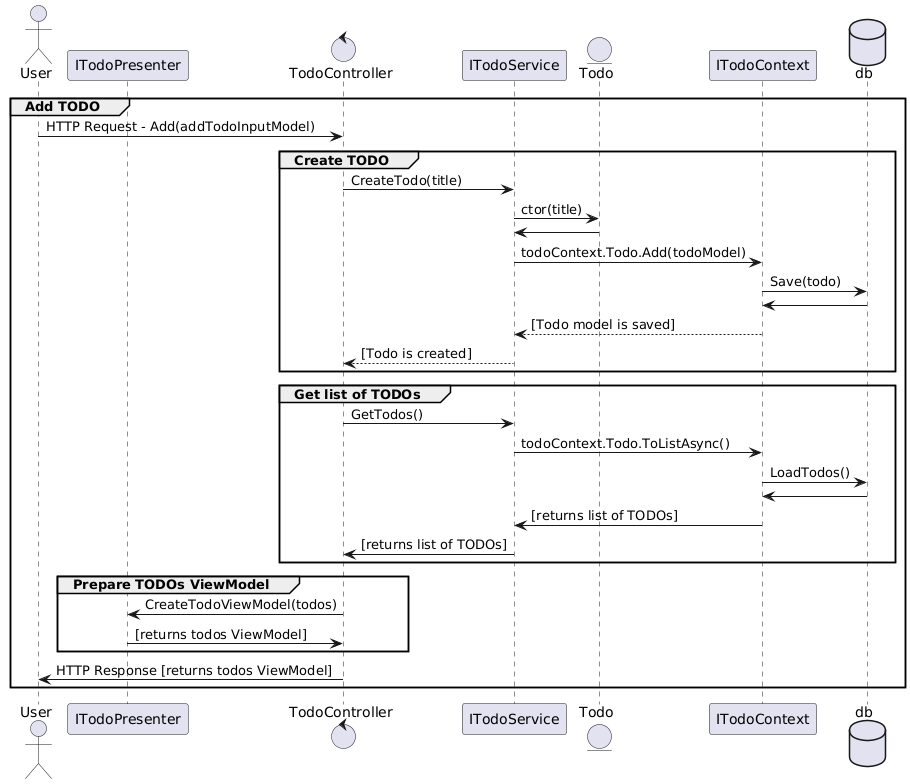 User
ITodoPresenter
TodoController
ITodoService
Todo
ITodoContext
db
Add TODO
HTTP Request - Add(addTodoInputModel)
Create TODO
CreateTodo(title)
ctor(title)
todoContext.Todo.Add(todoModel)
Save(todo)
[Todo model is saved]
[Todo is created]
Get list of TODOs
GetTodos()
todoContext.Todo.ToListAsync()
LoadTodos()
[returns list of TODOs]
[returns list of TODOs]
Prepare TODOs ViewModel
CreateTodoViewModel(todos)
[returns todos ViewModel]
HTTP Response [returns todos ViewModel]
User
ITodoPresenter
TodoController
ITodoService
Todo
ITodoContext
db